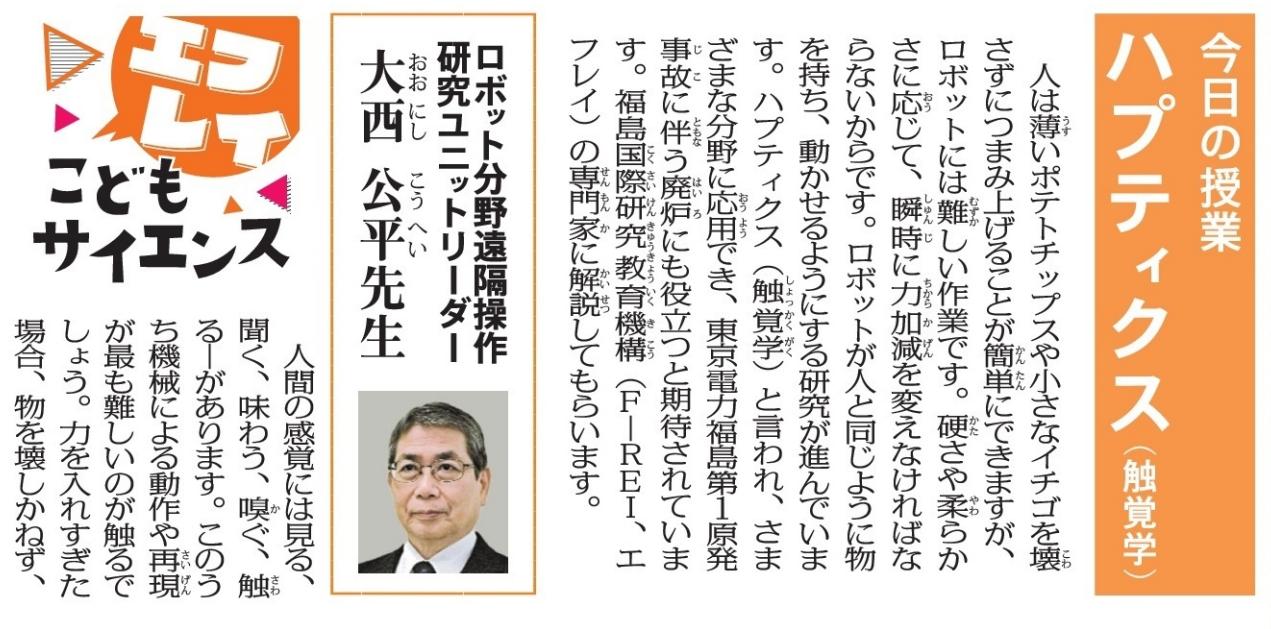 今日の授業
ハプティクス（触覚学）
人は薄いポテトチップスや小さなイチゴを壊
さずにつまみ上げることが簡単にできますが、
ロボットには難しい作業です。硬さや柔らか
さに応じて、瞬時に力加減を変えなければな
らないからです。ロボットが人と同じように物
を持ち、動かせるようにする研究が進んでいま
す。ハプティクス（触覚学）と言われ、さま
ざまな分野に応用でき、東京電力福島第１原発
事故に伴う廃炉にも役立つと期待されていま
す。福島国際研究教育機構（Ｆ―ＲＥＩ、エ
フレイ）の専門家に解説してもらいます。
ロボット分野遠隔操作
研究ユニットリーダー
大西 公平先生
エフレイ
こども
サイエンス
人間の感覚には見る、
聞く、味わう、嗅ぐ、触
る―があります。このう
ち機械による動作や再現
が最も難しいのが触るで
しょう。力を入れすぎた
場合、物を壊しかねず、